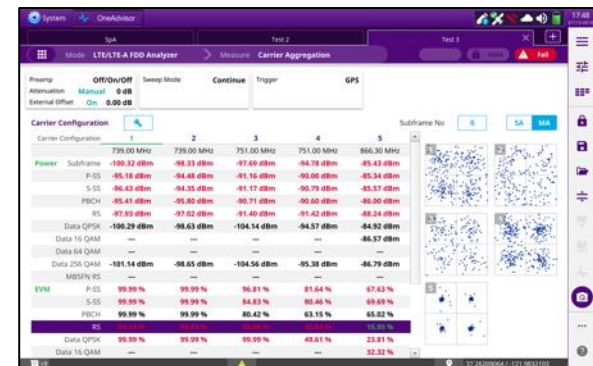 System OneAdvisor 17:48
SpA Test 2 Test 3
Mode LTE/LTE-A FDD Analyzer Measure Carrier Aggregation Hold Fail
Preamp Off/On/Off Sweep Mode Continue Trigger GPS
Attenuation Manual 0 dB
External Offset On 0.00 dB
Carrier Configuration Subframe No 0 SA MA
Carrier Configuration 1 2 3 4 5
739.00 MHz 739.00 MHz 751.00 MHz 751.00 MHz 866.30 MHz
Power Subframe -100.32 dBm -98.33 dBm -97.69 dBm -94.78 dBm -85.43 dBm
P-SS -95.18 dBm -94.48 dBm -91.16 dBm -90.00 dBm -85.34 dBm
S-SS -96.43 dBm -94.35 dBm -91.17 dBm -90.79 dBm -85.57 dBm
PBCH -95.41 dBm -95.80 dBm -90.71 dBm -90.60 dBm -86.00 dBm
RS -97.93 dBm -97.02 dBm -91.40 dBm -91.42 dBm -88.24 dBm
Data QPSK -100.29 dBm -98.63 dBm -104.14 dBm -94.57 dBm -84.92 dBm
Data 16 QAM --- --- --- --- -86.57 dBm
Data 64 QAM --- --- --- --- ---
Data 256 QAM -101.14 dBm -98.65 dBm -104.56 dBm -95.38 dBm -86.79 dBm
MBSFN RS --- --- --- --- ---
EVM P-SS 99.99 % 99.99 % 96.81 % 81.64 % 67.63 %
S-SS 99.99 % 99.99 % 84.83 % 80.46 % 69.69 %
PBCH 99.99 % 99.99 % 80.42 % 63.15 % 65.02 %
RS 15.95 %
Data QPSK 99.99 % 99.99 % 99.99 % 49.61 % 23.81 %
Data 16 QAM --- --- --- --- 32.32 %
37.26209064 / -121.9832103